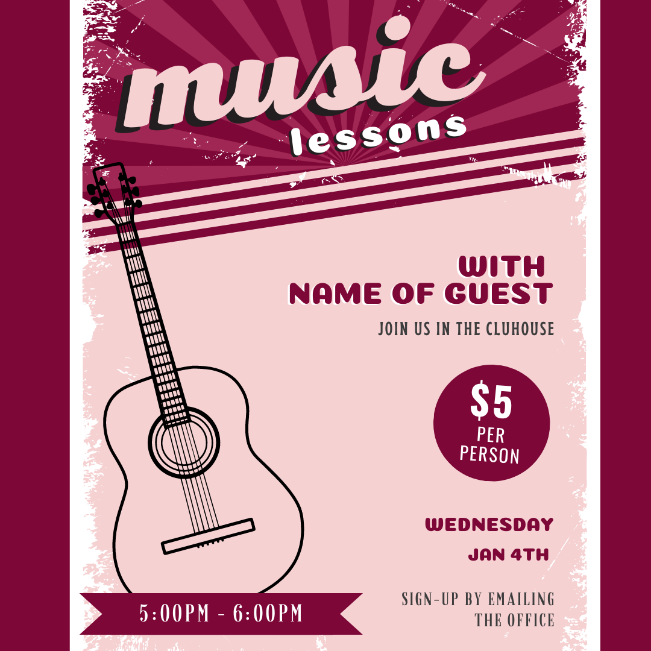 music
lessons
WITH
NAME OF GUEST
JOIN US IN THE CLUHOUSE
$5
PER
PERSON
WEDNESDAY
JAN 4TH
5:00PM - 6:00PM
SIGN-UP BY EMAILING
THE OFFICE